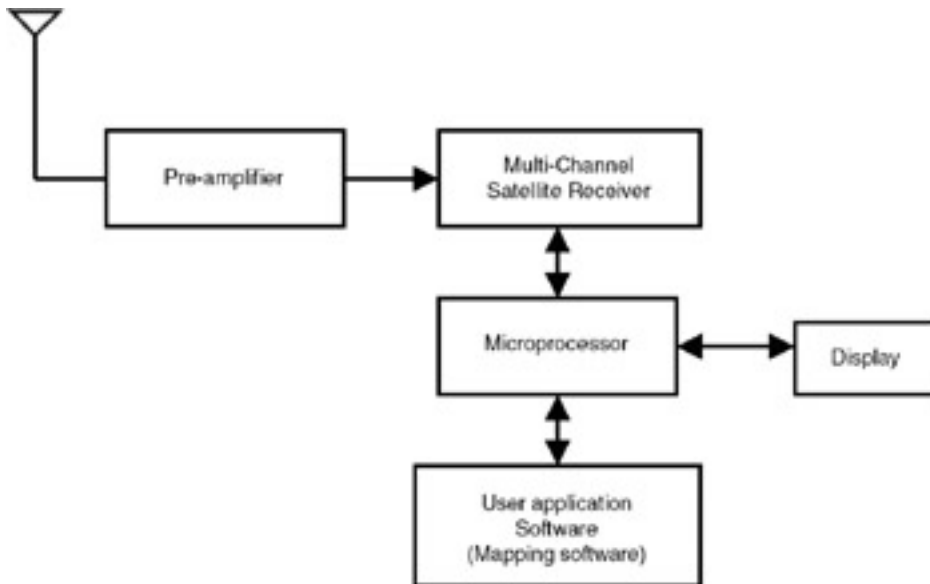 Pre-amplifier
Multi-Channel
Satellite Receiver
Microprocessor
Display
User application
Software
(Mapping software)